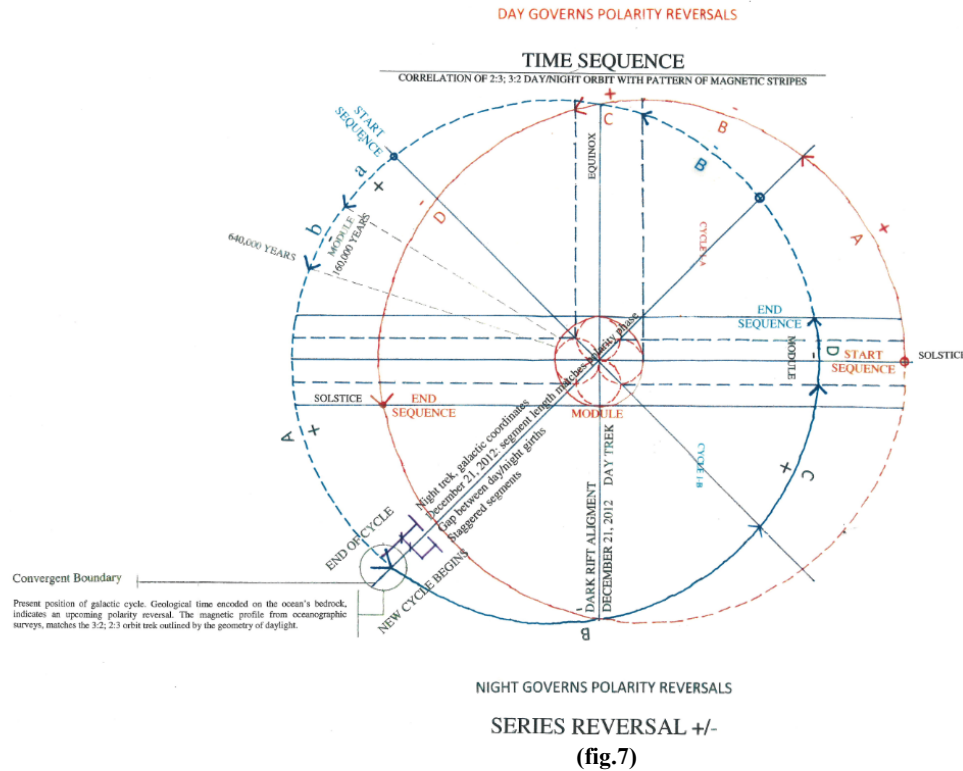 DAY GOVERNS POLARITY REVERSALS
TIME SEQUENCE
CORRELATION OF 2:3; 3:2 DAY/NIGHT ORBIT WITH PATTERN OF MAGNETIC STRIPES
START
SEQUENCE
+
C
-
B
-
B
EQUINOX
a
+
b
-
MODULE
160,000 YEARS
640,000 YEARS
-
D
CYCLE I-A
+
A
END
SEQUENCE
MODULE
-
D
START
SEQUENCE
SOLSTICE
SOLSTICE
END
SEQUENCE
MODULE
A
+
Night trek, galactic coordinates
December 21, 2012: segment length matches polarity phase
Gap between day/night girths
Staggered segments
DARK RIFT ALIGMENT
DECEMBER 21, 2012 DAY TREK
CYCLE I-B
+
C
END OF CYCLE
NEW CYCLE BEGINS
Convergent Boundary
Present position of galactic cycle. Geological time encoded on the ocean's bedrock,
indicates an upcoming polarity reversal. The magnetic profile from oceanographic
surveys, matches the 3:2; 2:3 orbit trek outlined by the geometry of daylight.
-
B
NIGHT GOVERNS POLARITY REVERSALS
SERIES REVERSAL +/-
(fig.7)